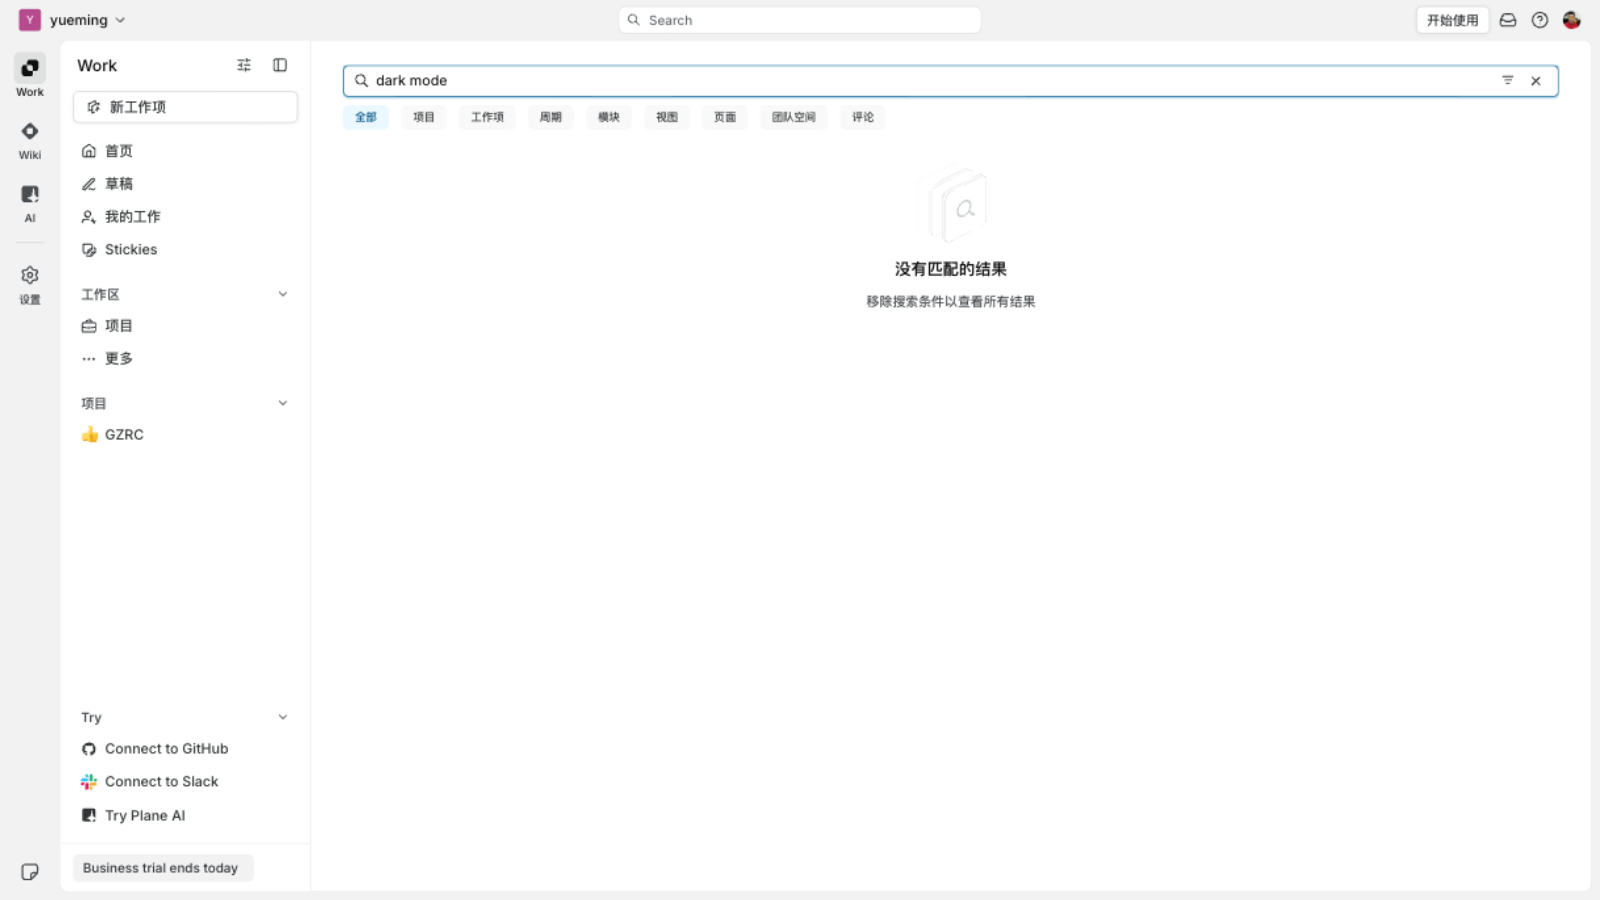 Y yueming
Search
开始使用
Work
Wiki
AI
设置
Work
新工作项
首页
草稿
我的工作
Stickies
工作区
项目
更多
项目
GZRC
Try
Connect to GitHub
Connect to Slack
Try Plane AI
Business trial ends today
dark mode
全部 项目 工作项 周期 模块 视图 页面 团队空间 评论
没有匹配的结果
移除搜索条件以查看所有结果